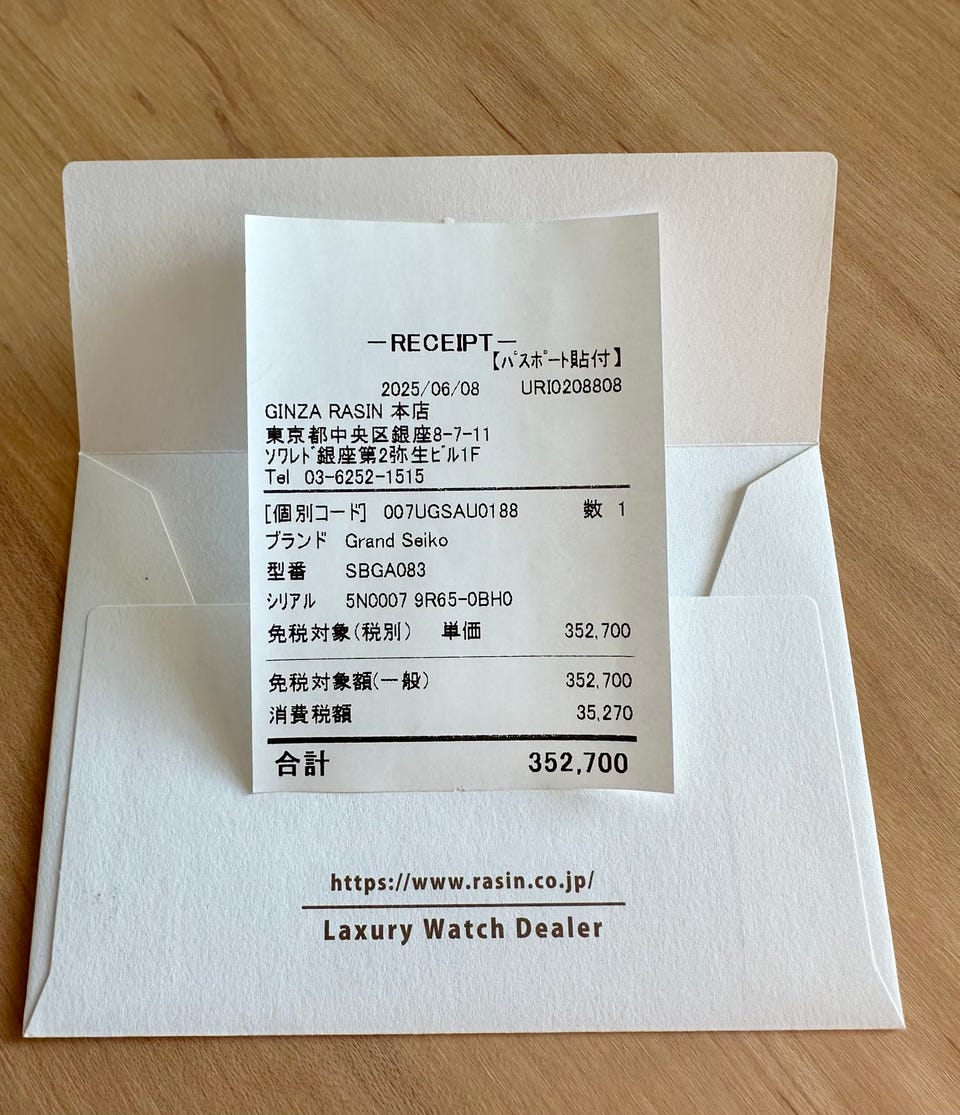 —RECEIPT—
【パスポート貼付】
2025/06/08 URI0208808
GINZA RASIN 本店
東京都中央区銀座8-7-11
ソワレド銀座第2弥生ビル1F
Tel 03-6252-1515
[個別コード] 007UGSAU0188 数 1
ブランド Grand Seiko
型番 SBGA083
シリアル 5N0007 9R65-0BH0
免税対象(税別) 単価 352,700
免税対象額(一般) 352,700
消費税額 35,270
合計 352,700
https://www.rasin.co.jp/
Laxury Watch Dealer